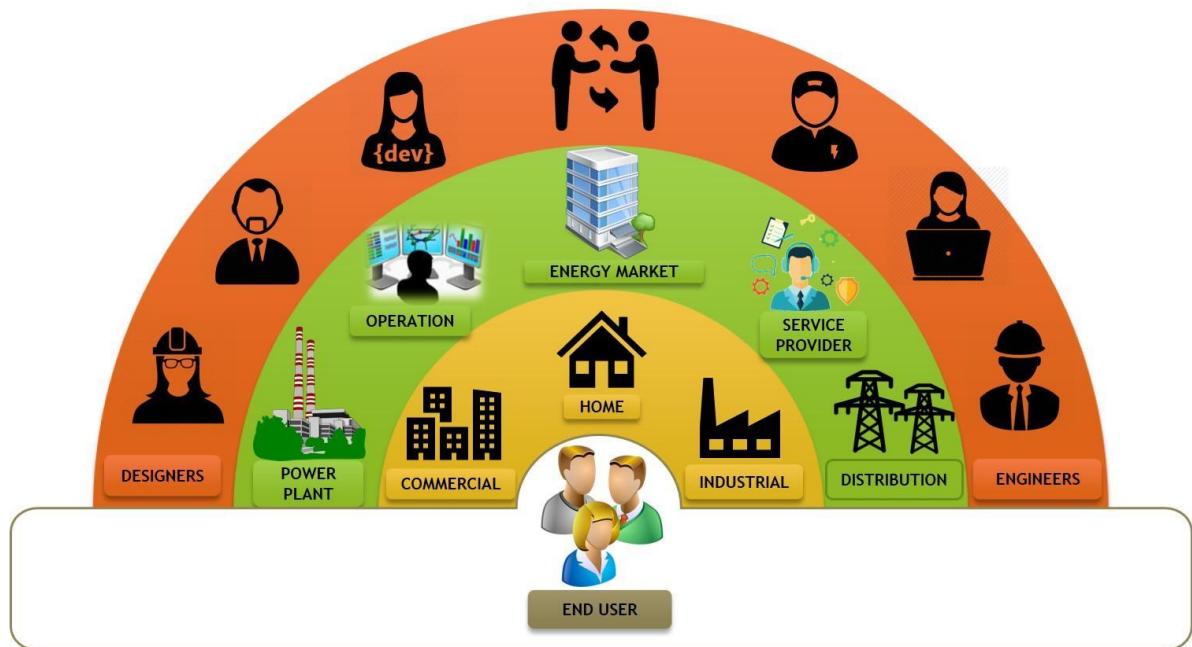 {dev}
ENERGY MARKET
OPERATION
SERVICE
PROVIDER
HOME
DESIGNERS
POWER
PLANT
COMMERCIAL
INDUSTRIAL
DISTRIBUTION
ENGINEERS
END USER